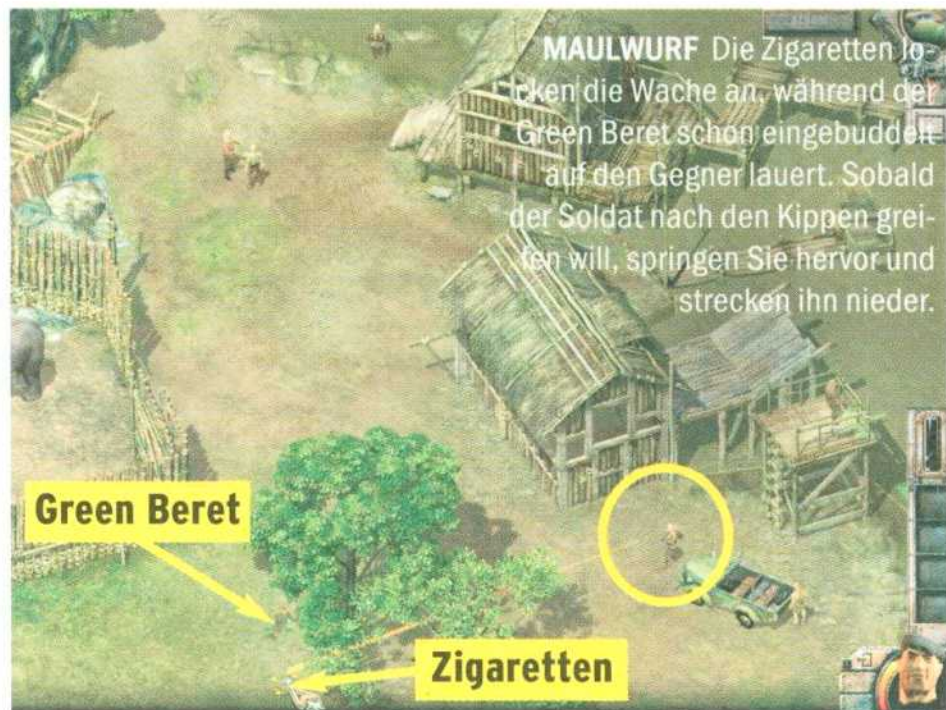 MAULWURF Die Zigaretten lo-
cken die Wache an, während der
Green Beret schon eingebuddelt
auf den Gegner lauert. Sobald
der Soldat nach den Kippen grei-
fen will, springen Sie hervor und
strecken ihn nieder.
Green Beret
Zigaretten